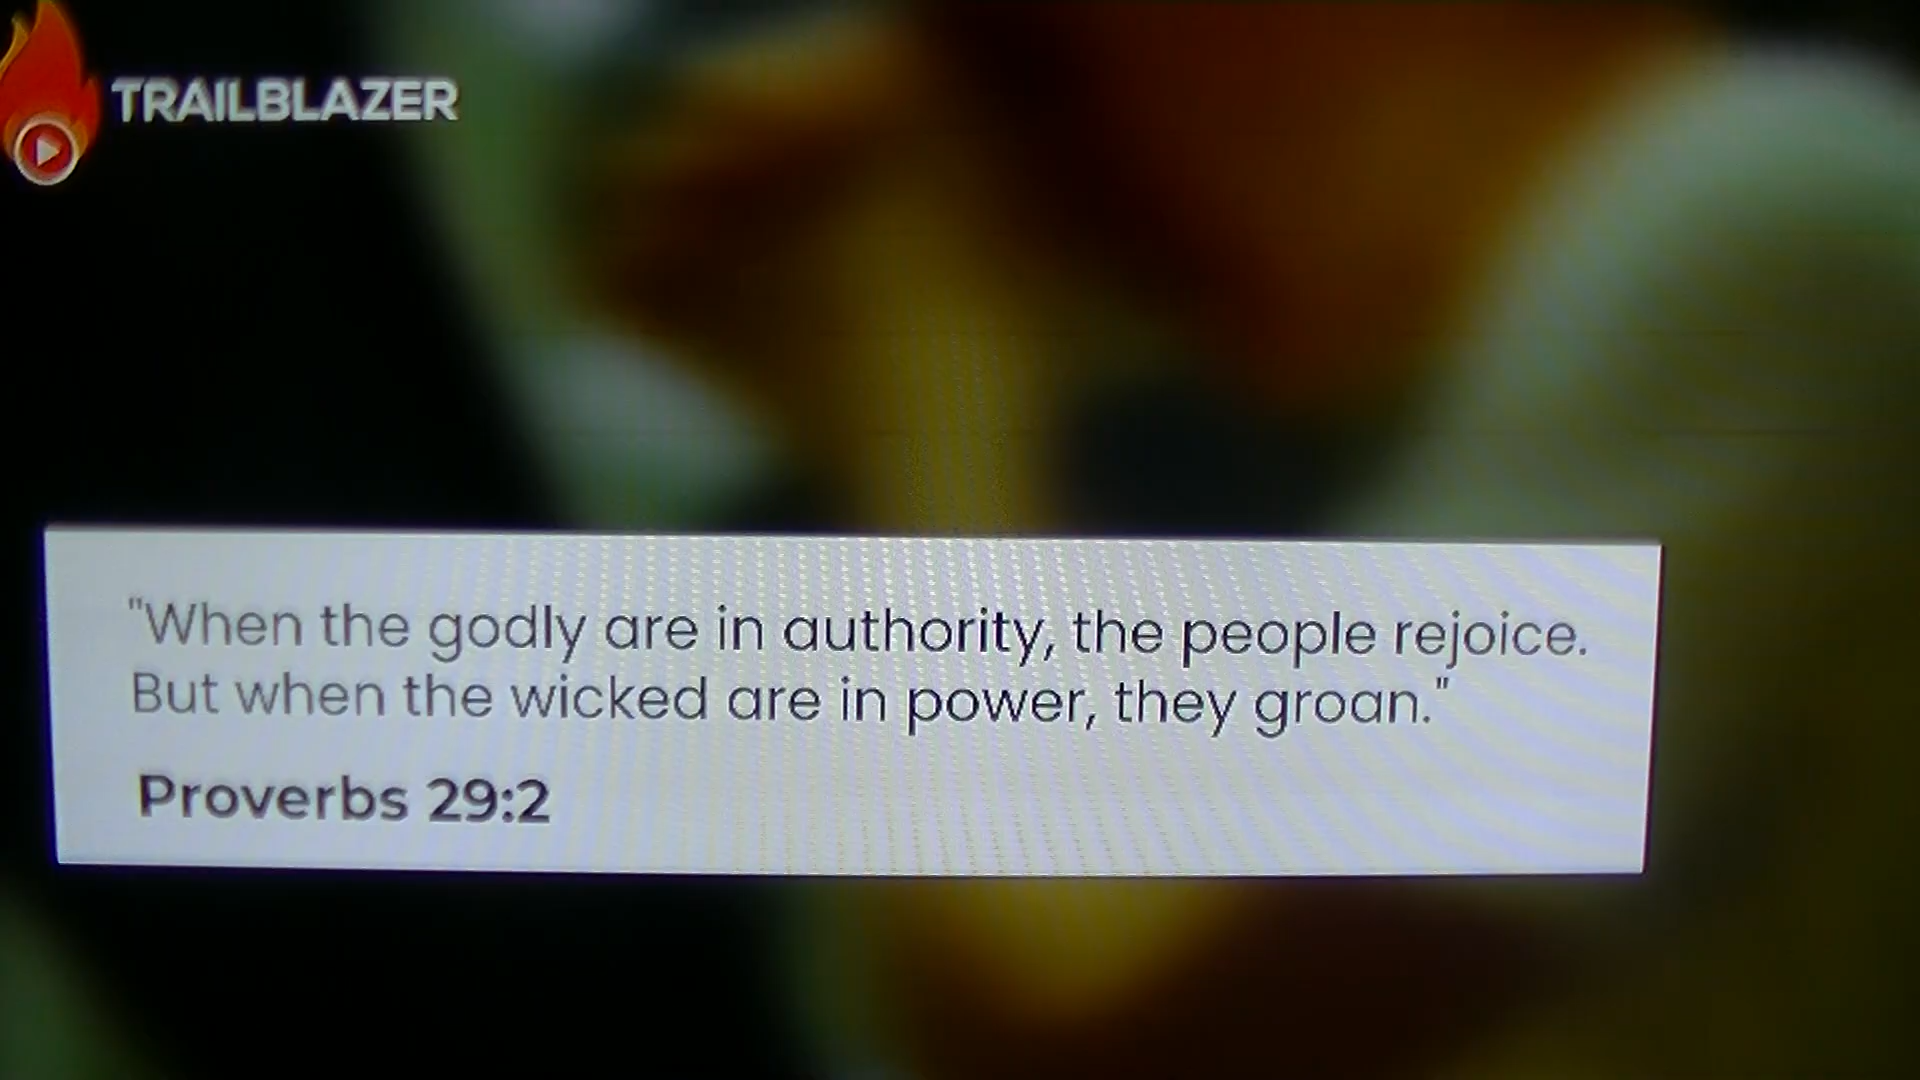 TRAILBLAZER
"When the godly are in authority, the people rejoice.
But when the wicked are in power, they groan."
Proverbs 29:2